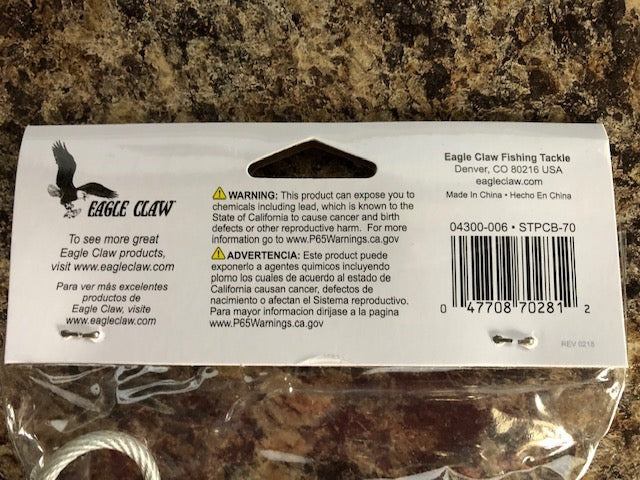 EAGLE CLAW
To see more great
Eagle Claw products,
visit www.eagleclaw.com
Para ver más excelentes
productos de
Eagle Claw, visite
www.eagleclaw.com
WARNING: This product can expose you to
chemicals including lead, which is known to the
State of California to cause cancer and birth
defects or other reproductive harm. For more
information go to www.P65Warnings.ca.gov
ADVERTENCIA: Este product puede
exponerlo a agentes quimicos incluyendo
plomo los cuales de acuerdo al estado de
California causan cancer, defectos de
nacimiento o afectan el Sistema reproductivo.
Para mayor informacion dirijase a la pagina
www.P65Warnings.ca.gov
Eagle Claw Fishing Tackle
Denver, CO 80216 USA
eagleclaw.com
Made In China • Hecho En China
04300-006 • STPCB-70
0 47708 70281 2
REV 0218